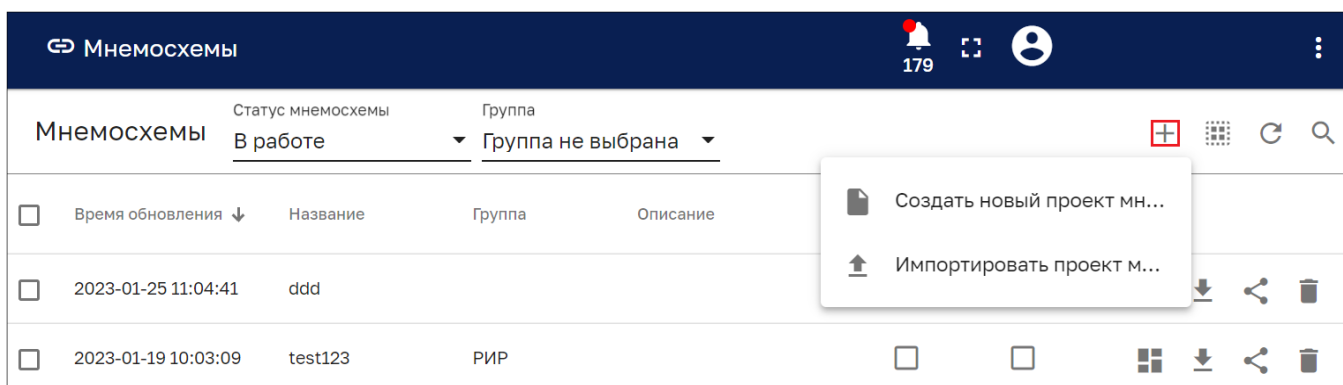 Мнемосхемы
179
Мнемосхемы
Статус мнемосхемы
В работе
Группа
Группа не выбрана
Создать новый проект мн...
Импортировать проект м...
Время обновления Название Группа Описание
2023-01-25 11:04:41 ddd
2023-01-19 10:03:09 test123 РИР